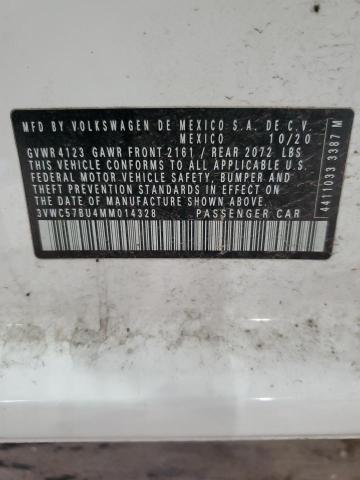 MFD BY VOLKSWAGEN DE MEXICO S.A. DE C.V.
MEXICO 10/20
GVWR 4123 GAWR FRONT 2161 / REAR 2072 LBS
THIS VEHICLE CONFORMS TO ALL APPLICABLE U.S.
FEDERAL MOTOR VEHICLE SAFETY, BUMPER AND
THEFT PREVENTION STANDARDS IN EFFECT ON
THE DATE OF MANUFACTURE SHOWN ABOVE.
3VWC57BU4MM014328 PASSENGER CAR
4411033 3387 M